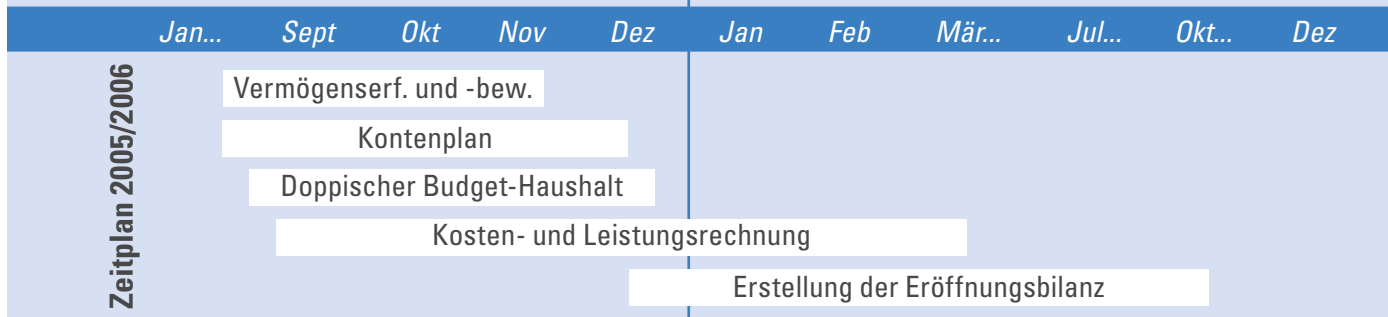 Jan... Sept Okt Nov Dez Jan Feb Mär... Jul... Okt... Dez
Zeitplan 2005/2006
Vermögenserf. und -bew.
Kontenplan
Doppischer Budget-Haushalt
Kosten- und Leistungsrechnung
Erstellung der Eröffnungsbilanz